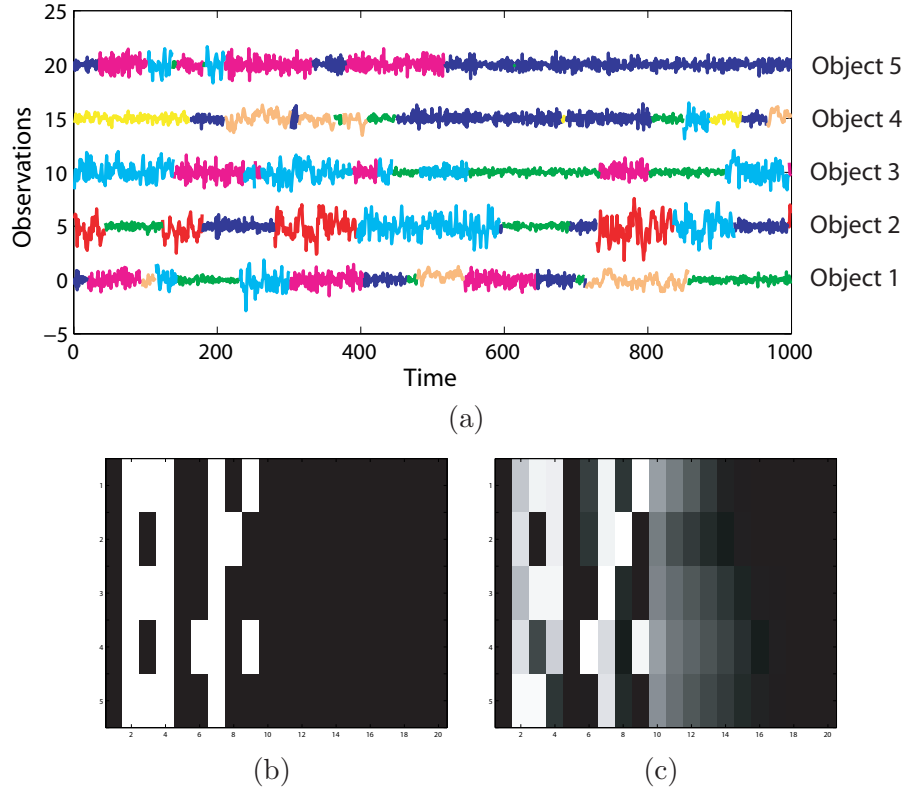 25
20
15
10
5
0
−5
Observations
Object 5
Object 4
Object 3
Object 2
Object 1
0 200 400 600 800 1000
Time
(a)
1
2
3
4
5
2 4 6 8 10 12 14 16 18 20
(b)
1
2
3
4
5
2 4 6 8 10 12 14 16 18 20
(c)